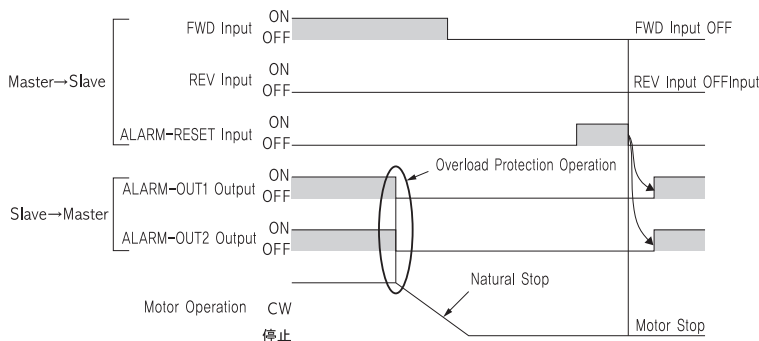 FWD Input ON
OFF
FWD Input OFF
Master→Slave
REV Input ON
OFF
REV Input OFFInput
ALARM-RESET Input ON
OFF
Overload Protection Operation
Slave→Master
ALARM-OUT1 Output ON
OFF
ALARM-OUT2 Output ON
OFF
Natural Stop
Motor Operation CW
停止
Motor Stop